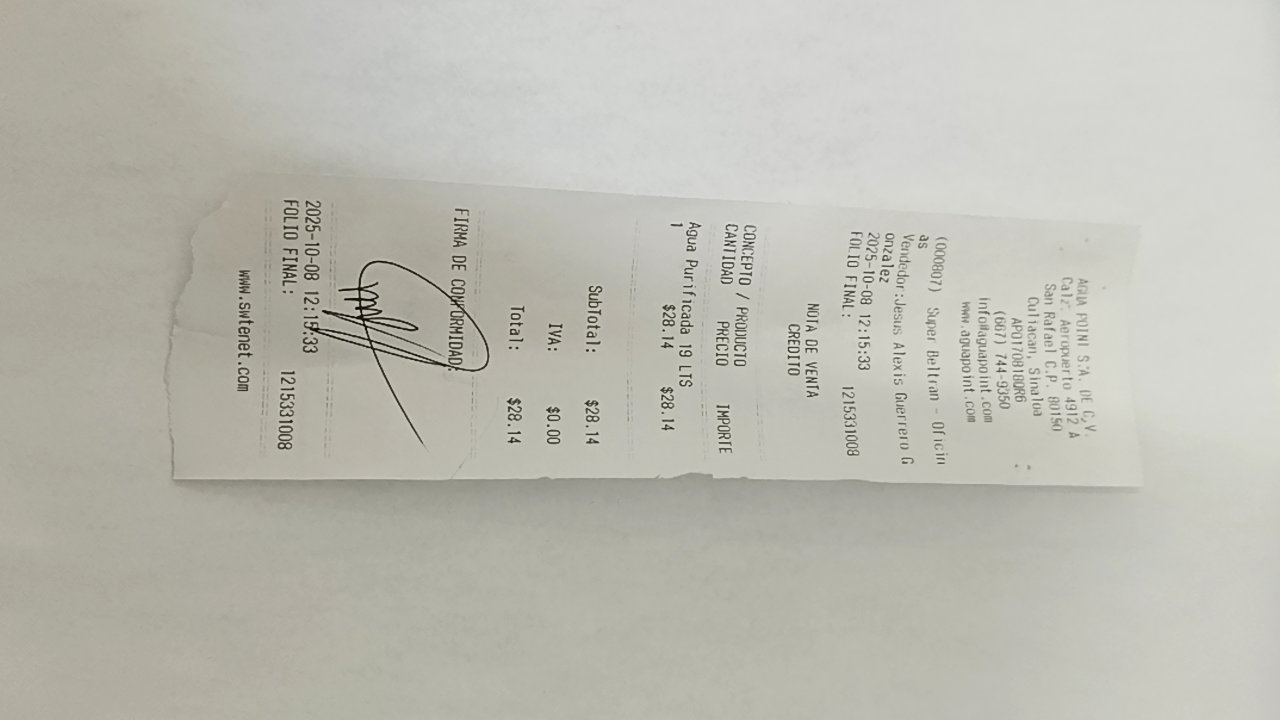 AGUA POINT S.A. DE C.V.
Calz. Aeropuerto 4912 A
San Rafael C.P. 80150
Culiacan, Sinaloa
APO170818DR6
(667) 744-9350
info@aguapoint.com
www.aguapoint.com
(000807) Super Beltran - Oficin
as
Vendedor:Jesus Alexis Guerrero G
onzalez
2025-10-08 12:15:33
FOLIO FINAL: 1215331008
NOTA DE VENTA
CREDITO
CONCEPTO / PRODUCTO
CANTIDAD PRECIO IMPORTE
Agua Purificada 19 LTS
1 $28.14 $28.14
SubTotal: $28.14
IVA: $0.00
Total: $28.14
FIRMA DE CONFORMIDAD:
2025-10-08 12:15:33
FOLIO FINAL: 1215331008
www.swtenet.com